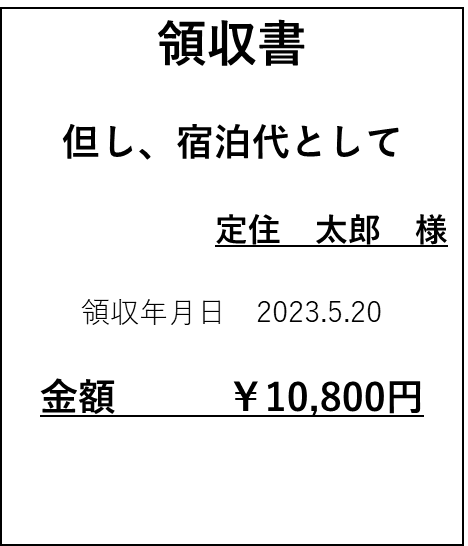 領収書
但し、宿泊代として
定住　太郎　様
領収年月日　2023.5.20
金額　　　￥10,800円